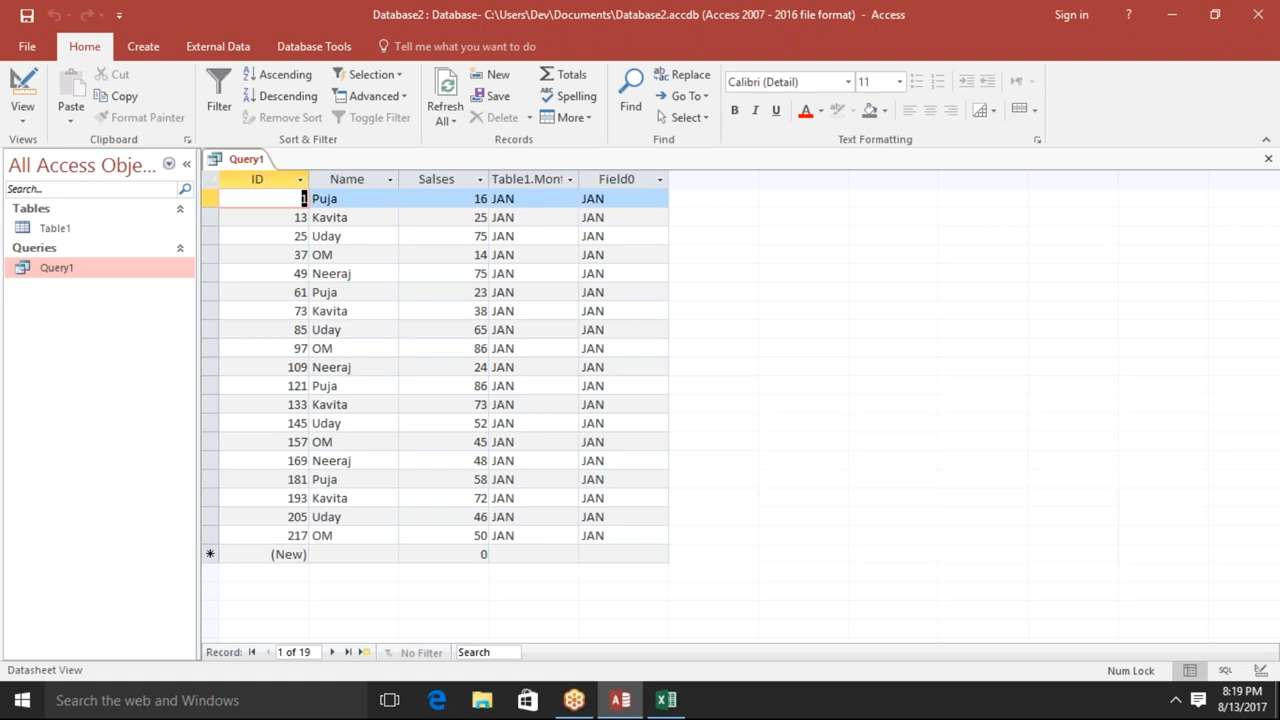 Database2 : Database- C:\Users\Dev\Documents\Database2.accdb (Access 2007 - 2016 file format) - Access
Sign in
?
File Home Create External Data Database Tools Tell me what you want to do
View
Views
Paste
Cut
Copy
Format Painter
Clipboard
Filter
Ascending
Descending
Remove Sort
Selection
Advanced
Toggle Filter
Sort & Filter
Refresh
All
New
Save
Delete
Totals
Spelling
More
Records
Find
Replace
Go To
Select
Find
Calibri (Detail) 11
B I U A
Text Formatting
All Access Obje...
Search...
Tables
Table1
Queries
Query1
Query1
ID Name Salses Table1.Mont Field0
1 Puja 16 JAN JAN
13 Kavita 25 JAN JAN
25 Uday 75 JAN JAN
37 OM 14 JAN JAN
49 Neeraj 75 JAN JAN
61 Puja 23 JAN JAN
73 Kavita 38 JAN JAN
85 Uday 65 JAN JAN
97 OM 86 JAN JAN
109 Neeraj 24 JAN JAN
121 Puja 86 JAN JAN
133 Kavita 73 JAN JAN
145 Uday 52 JAN JAN
157 OM 45 JAN JAN
169 Neeraj 48 JAN JAN
181 Puja 58 JAN JAN
193 Kavita 72 JAN JAN
205 Uday 46 JAN JAN
217 OM 50 JAN JAN
* (New) 0
Record: 1 of 19 No Filter Search
Datasheet View
Num Lock
SQL
Search the web and Windows
8:19 PM
8/13/2017